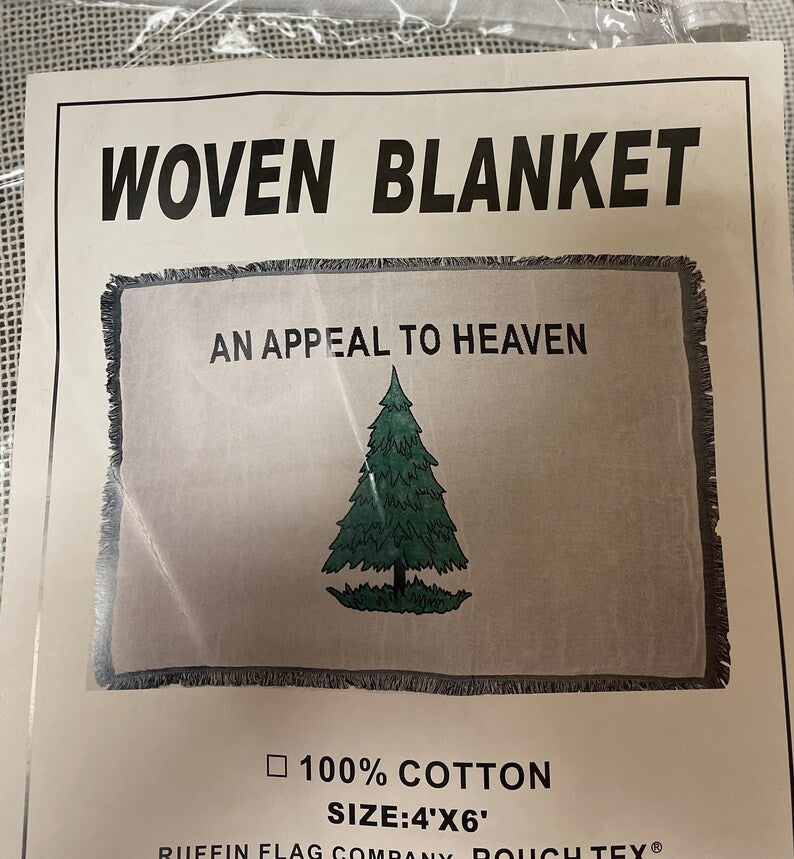 WOVEN BLANKET
AN APPEAL TO HEAVEN
☐ 100% COTTON
SIZE:4'X6'
RUFFIN FLAG COMPANY ROUGH TEX®